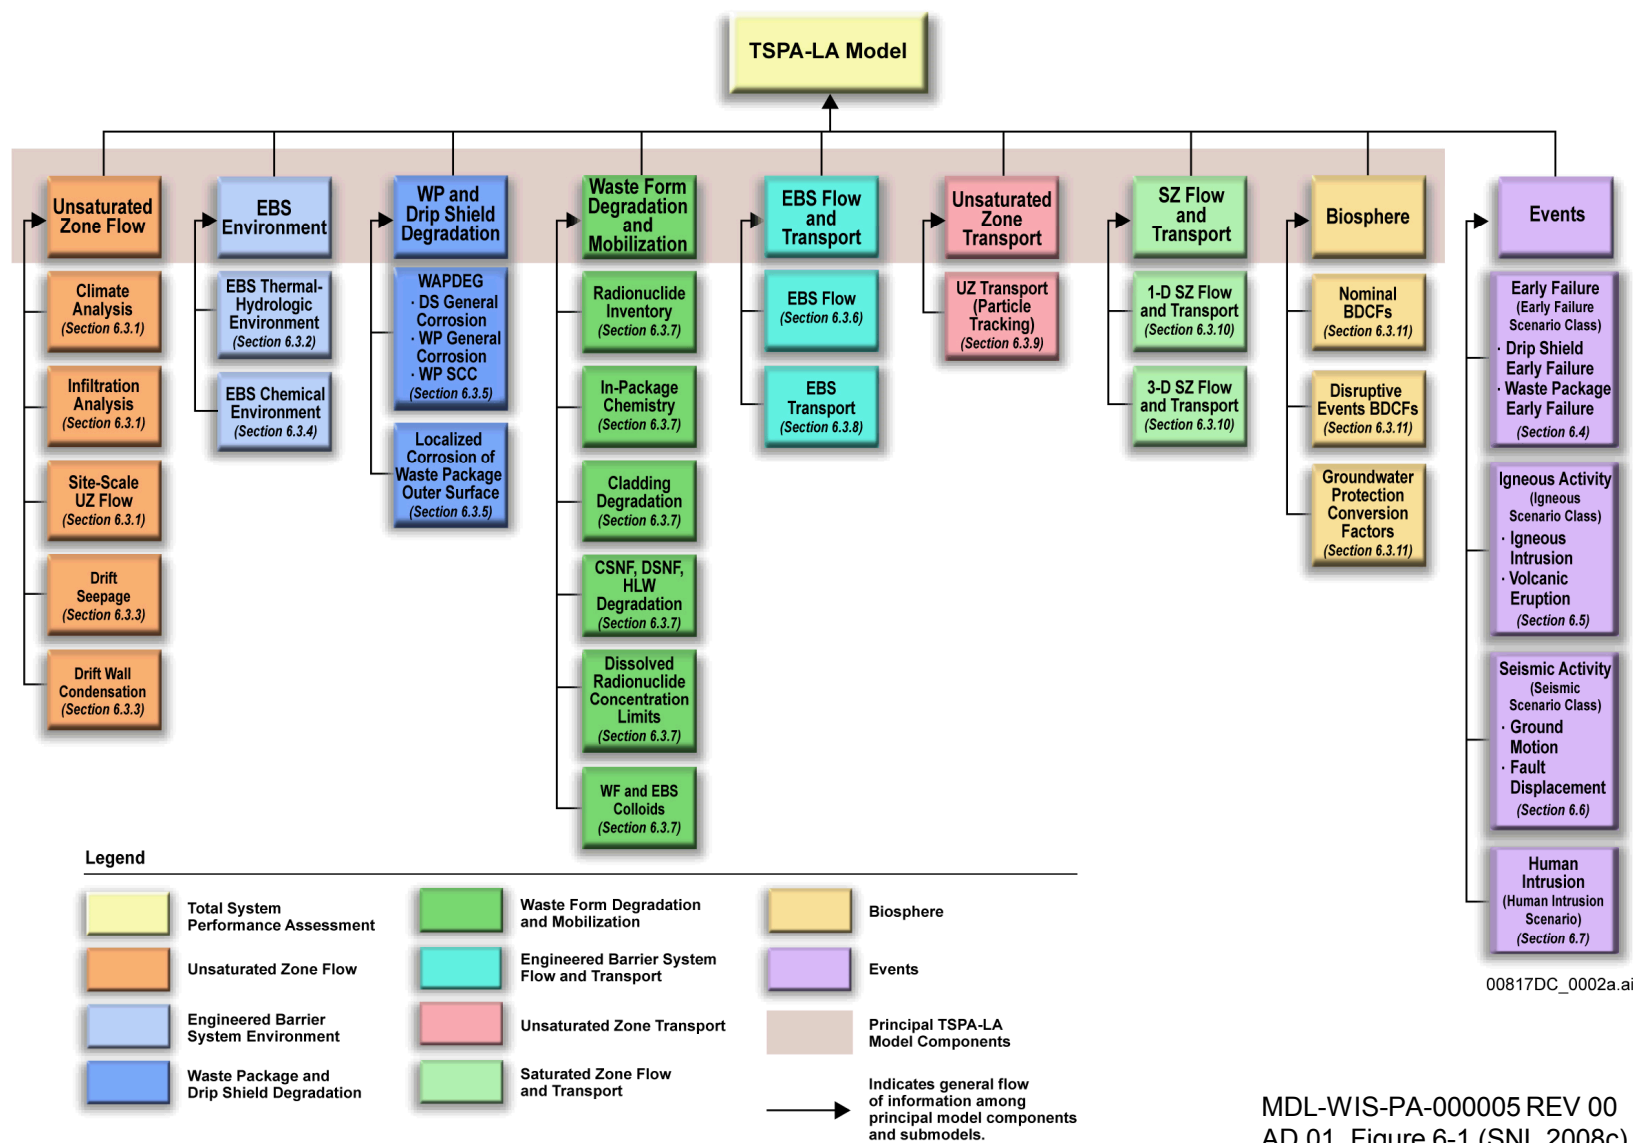 TSPA-LA Model
Unsaturated
Zone Flow
Climate
Analysis
(Section 6.3.1)
Infiltration
Analysis
(Section 6.3.1)
Site-Scale
UZ Flow
(Section 6.3.1)
Drift
Seepage
(Section 6.3.3)
Drift Wall
Condensation
(Section 6.3.3)
EBS
Environment
EBS Thermal-
Hydrologic
Environment
(Section 6.3.2)
EBS Chemical
Environment
(Section 6.3.4)
WP and
Drip Shield
Degradation
WAPDEG
· DS General
Corrosion
· WP General
Corrosion
· WP SCC
(Section 6.3.5)
Localized
Corrosion of
Waste Package
Outer Surface
(Section 6.3.5)
Waste Form
Degradation
and
Mobilization
Radionuclide
Inventory
(Section 6.3.7)
In-Package
Chemistry
(Section 6.3.7)
Cladding
Degradation
(Section 6.3.7)
CSNF, DSNF,
HLW
Degradation
(Section 6.3.7)
Dissolved
Radionuclide
Concentration
Limits
(Section 6.3.7)
WF and EBS
Colloids
(Section 6.3.7)
EBS Flow
and
Transport
EBS Flow
(Section 6.3.6)
EBS
Transport
(Section 6.3.8)
Unsaturated
Zone
Transport
UZ Transport
(Particle
Tracking)
(Section 6.3.9)
SZ Flow
and
Transport
1-D SZ Flow
and Transport
(Section 6.3.10)
3-D SZ Flow
and Transport
(Section 6.3.10)
Biosphere
Nominal
BDCFs
(Section 6.3.11)
Disruptive
Events BDCFs
(Section 6.3.11)
Groundwater
Protection
Conversion
Factors
(Section 6.3.11)
Events
Early Failure
(Early Failure
Scenario Class)
· Drip Shield
Early Failure
· Waste Package
Early Failure
(Section 6.4)
Igneous Activity
(Igneous
Scenario Class)
· Igneous
Intrusion
· Volcanic
Eruption
(Section 6.5)
Seismic Activity
(Seismic
Scenario Class)
· Ground
Motion
· Fault
Displacement
(Section 6.6)
Human
Intrusion
(Human Intrusion
Scenario)
(Section 6.7)
00817DC_0002a.ai
Legend
Total System
Performance Assessment
Unsaturated Zone Flow
Engineered Barrier
System Environment
Waste Package and
Drip Shield Degradation
Waste Form Degradation
and Mobilization
Engineered Barrier System
Flow and Transport
Unsaturated Zone Transport
Saturated Zone Flow
and Transport
Biosphere
Events
Principal TSPA-LA
Model Components
Indicates general flow
of information among
principal model components
and submodels.
MDL-WIS-PA-000005 REV 00
AD 01, Figure 6-1 (SNL 2008c)